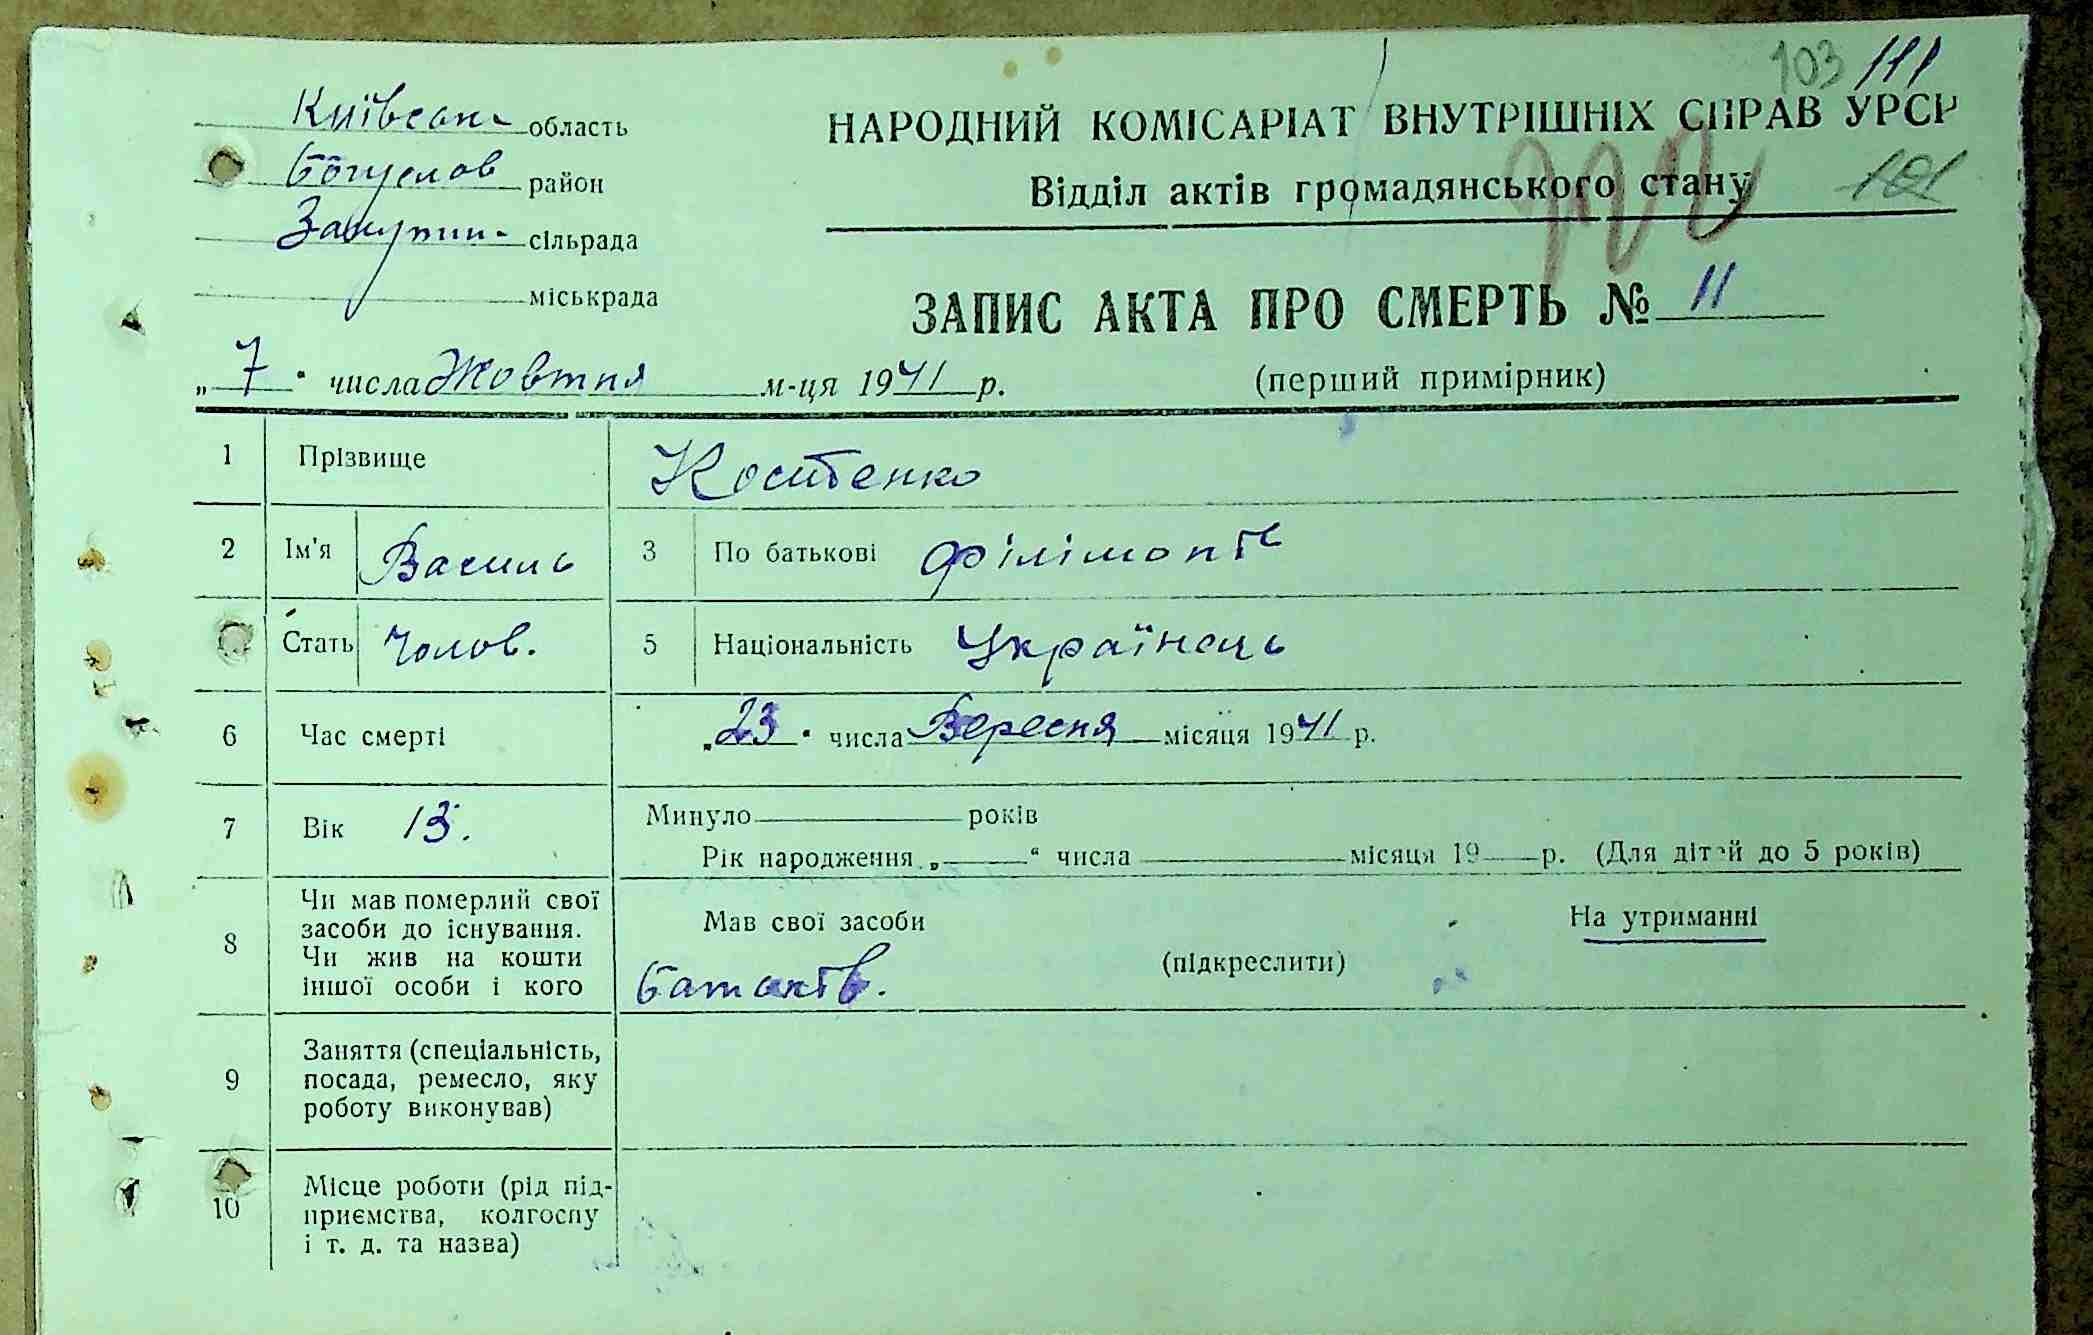 103 111
Київськ область
НАРОДНИЙ КОМІСАРІАТ ВНУТРІШНІХ СПРАВ УРСР
Богуслов район
Відділ актів громадянського стану 101
сільрада
міськрада
ЗАПИС АКТА ПРО СМЕРТЬ № 11
„ 7 " числа Жовтня м-ця 1941 р.
(перший примірник)
1 Прізвище Костенко
2 Ім'я Василь 3 По батькові Філімонів
Стать Чолов. 5 Національність Українець
6 Час смерті „23" числа Вересня місяця 1941 р.
7 Вік 13. Минуло років
Рік народження „ " числа місяця 19 р. (Для дітей до 5 років)
8 Чи мав померлий свої
засоби до існування.
Чи жив на кошти
іншої особи і кого
Мав свої засоби На утриманні
(підкреслити)
Батьків.
9 Заняття (спеціальність,
посада, ремесло, яку
роботу виконував)
10 Місце роботи (рід під-
приємства, колгоспу
і т. д. та назва)